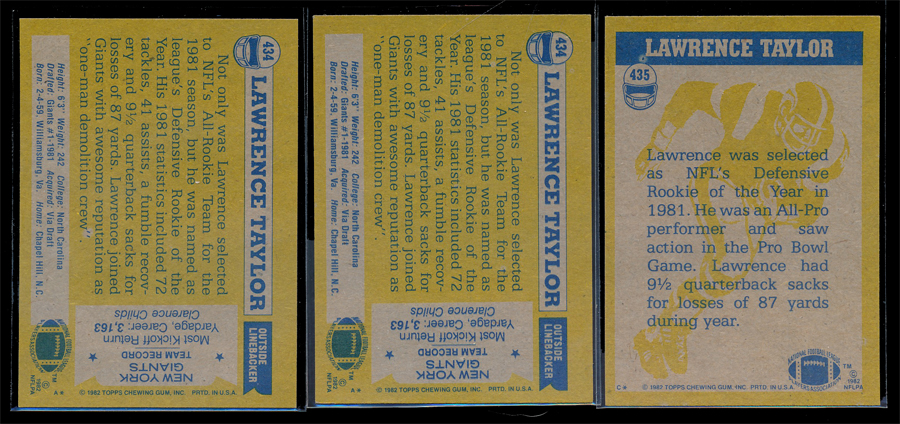 434
LAWRENCE TAYLOR
OUTSIDE
LINEBACKER
Not only was Lawrence selected
to NFL's All-Rookie Team for the
1981 season, but he was named as
league's Defensive Rookie of the
Year. His 1981 statistics included 72
tackles, 41 assists, a fumble recov-
ery and 9½ quarterback sacks for
losses of 87 yards. Lawrence joined
Giants with awesome reputation as
"one-man demolition crew".
Height: 6'3" Weight: 242 College: North Carolina
Drafted: Giants #1-1981 Acquired: Via Draft
Born: 2-4-59, Williamsburg, Va. Home: Chapel Hill, N.C.
NEW YORK
GIANTS
TEAM RECORD
Most Kickoff Return
Yardage, Career: 3,163
Clarence Childs
TM
© 1982
NFLPA
A★
© 1982 TOPPS CHEWING GUM, INC. PRTD. IN U.S.A.
434
LAWRENCE TAYLOR
OUTSIDE
LINEBACKER
Not only was Lawrence selected
to NFL's All-Rookie Team for the
1981 season, but he was named as
league's Defensive Rookie of the
Year. His 1981 statistics included 72
tackles, 41 assists, a fumble recov-
ery and 9½ quarterback sacks for
losses of 87 yards. Lawrence joined
Giants with awesome reputation as
"one-man demolition crew".
Height: 6'3" Weight: 242 College: North Carolina
Drafted: Giants #1-1981 Acquired: Via Draft
Born: 2-4-59, Williamsburg, Va. Home: Chapel Hill, N.C.
NEW YORK
GIANTS
TEAM RECORD
Most Kickoff Return
Yardage, Career: 3,163
Clarence Childs
TM
© 1982
NFLPA
A★
© 1982 TOPPS CHEWING GUM, INC. PRTD. IN U.S.A.
LAWRENCE TAYLOR
435
Lawrence was selected
as NFL's Defensive
Rookie of the Year in
1981. He was an All-Pro
performer and saw
action in the Pro Bowl
Game. Lawrence had
9½ quarterback sacks
for losses of 87 yards
during year.
NATIONAL FOOTBALL LEAGUE
PLAYERS ASSOCIATION
TM
© 1982
NFLPA
C★
© 1982 TOPPS CHEWING GUM, INC. PRTD. IN U.S.A.